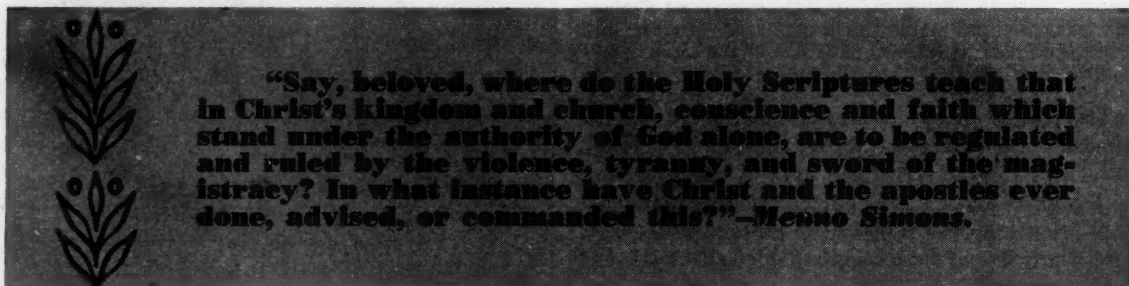 “Say, beloved, where do the Holy Scriptures teach that
in Christ’s kingdom and church, conscience and faith which
stand under the authority of God alone, are to be regulated
and ruled by the violence, tyranny, and sword of the mag-
istracy? In what instance have Christ and the apostles ever
done, advised, or commanded this?”—Menno Simons.